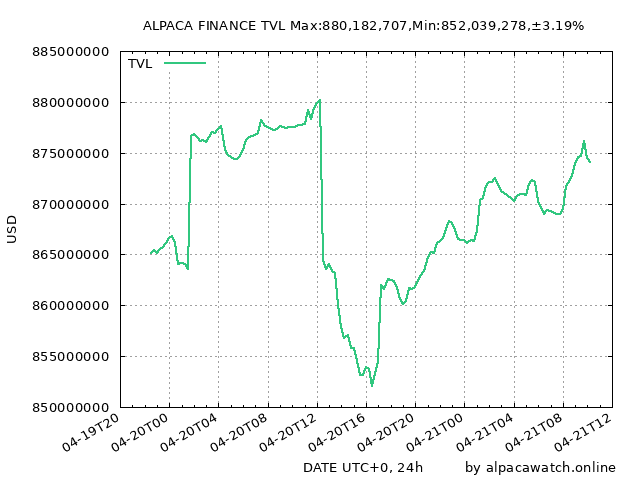 ALPACA FINANCE TVL Max:880,182,707,Min:852,039,278,±3.19%
885000000
TVL
880000000
875000000
870000000
USD
865000000
860000000
855000000
850000000
04-19T20
04-20T00
04-20T04
04-20T08
04-20T12
04-20T16
04-20T20
04-21T00
04-21T04
04-21T08
04-21T12
DATE UTC+0, 24h
by alpacawatch.online